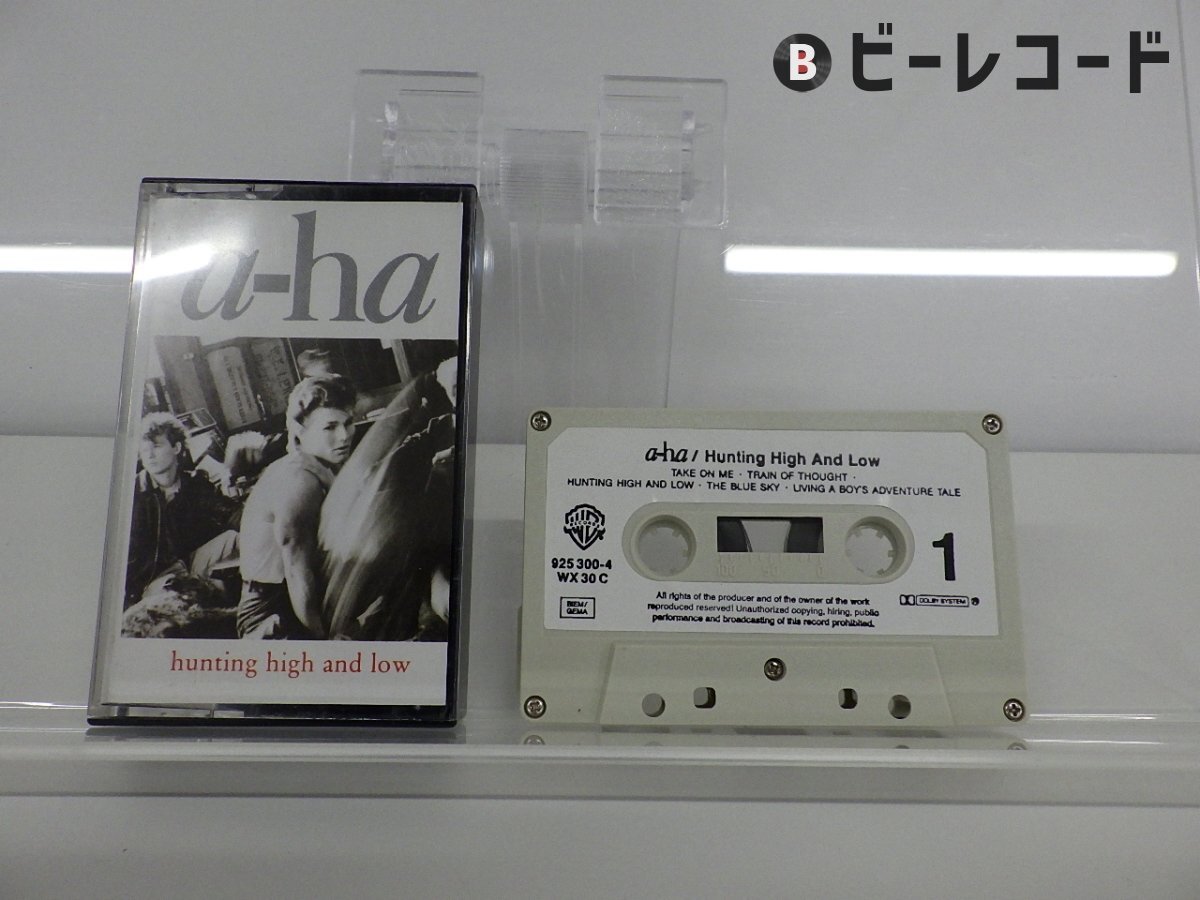 B ビーレコード
a-ha
hunting high and low
a-ha / Hunting High And Low
TAKE ON ME · TRAIN OF THOUGHT ·
HUNTING HIGH AND LOW · THE BLUE SKY · LIVING A BOY'S ADVENTURE TALE
925 300-4
WX 30 C
1
BIEM/
GEMA
All rights of the producer and of the owner of the work
reproduced reserved! Unauthorized copying, hiring, public
performance and broadcasting of this record prohibited.
DOLBY SYSTEM